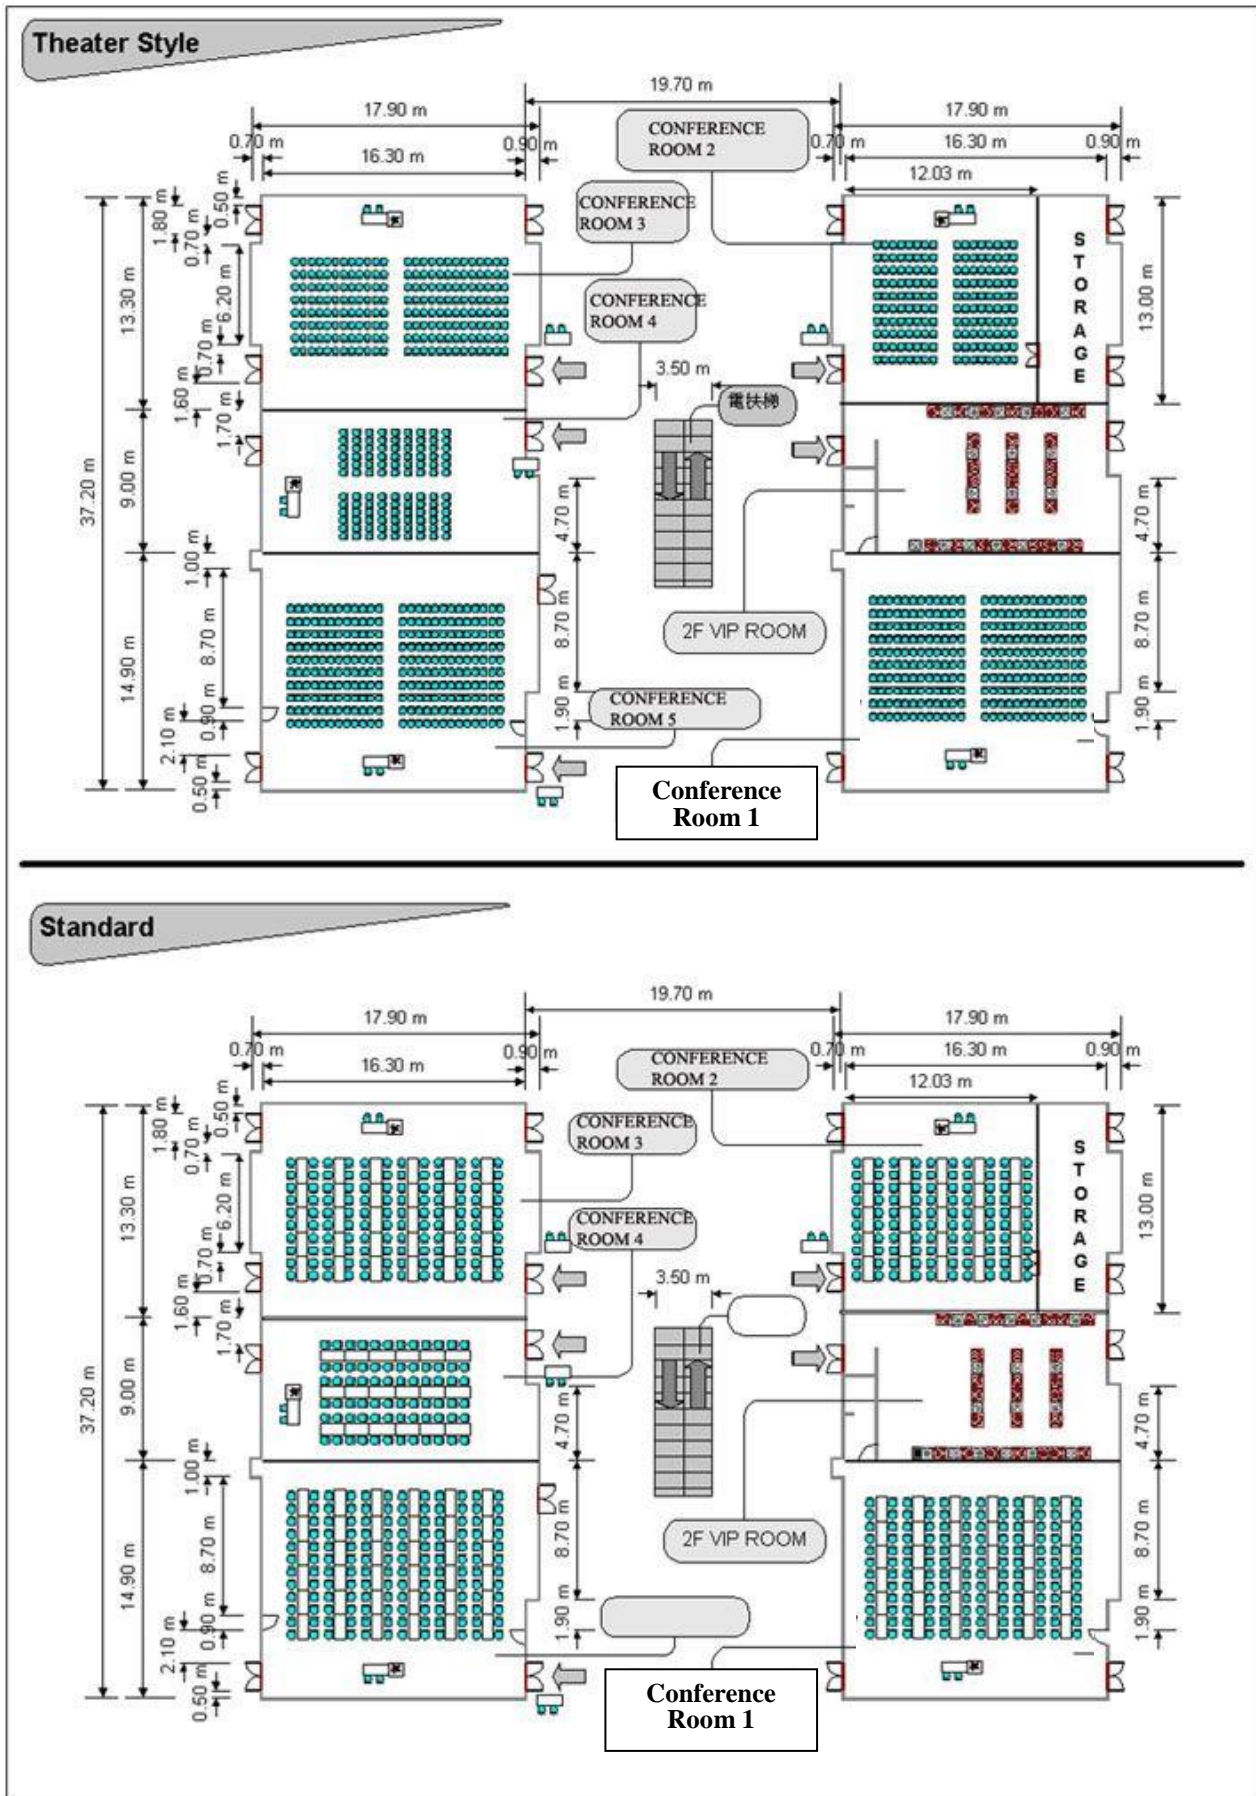 Theater Style
19.70 m
17.90 m
17.90 m
0.70 m
0.90 m
0.70 m
0.90 m
16.30 m
16.30 m
12.03 m
CONFERENCE
ROOM 2
CONFERENCE
ROOM 3
CONFERENCE
ROOM 4
STORAGE
1.80 m
0.50 m
0.70 m
13.30 m
6.20 m
0.70 m
1.60 m
1.70 m
37.20 m
9.00 m
1.00 m
14.90 m
8.70 m
0.90 m
2.10 m
0.50 m
3.50 m
電扶梯
4.70 m
8.70 m
1.90 m
13.00 m
4.70 m
8.70 m
1.90 m
2F VIP ROOM
CONFERENCE
ROOM 5
Conference
Room 1
Standard
19.70 m
17.90 m
17.90 m
0.70 m
0.90 m
0.70 m
0.90 m
16.30 m
16.30 m
12.03 m
CONFERENCE
ROOM 2
CONFERENCE
ROOM 3
CONFERENCE
ROOM 4
STORAGE
1.80 m
0.50 m
0.70 m
13.30 m
6.20 m
0.70 m
1.60 m
1.70 m
37.20 m
9.00 m
1.00 m
14.90 m
8.70 m
0.90 m
2.10 m
0.50 m
3.50 m
4.70 m
8.70 m
1.90 m
13.00 m
4.70 m
8.70 m
1.90 m
2F VIP ROOM
Conference
Room 1